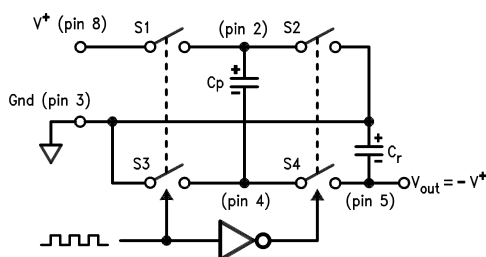 V⁺ (pin 8)
S1
(pin 2)
S2
Cp
+
−
Gnd (pin 3)
+
−
Cr
S3
S4
(pin 4)
Vout = − V⁺
(pin 5)